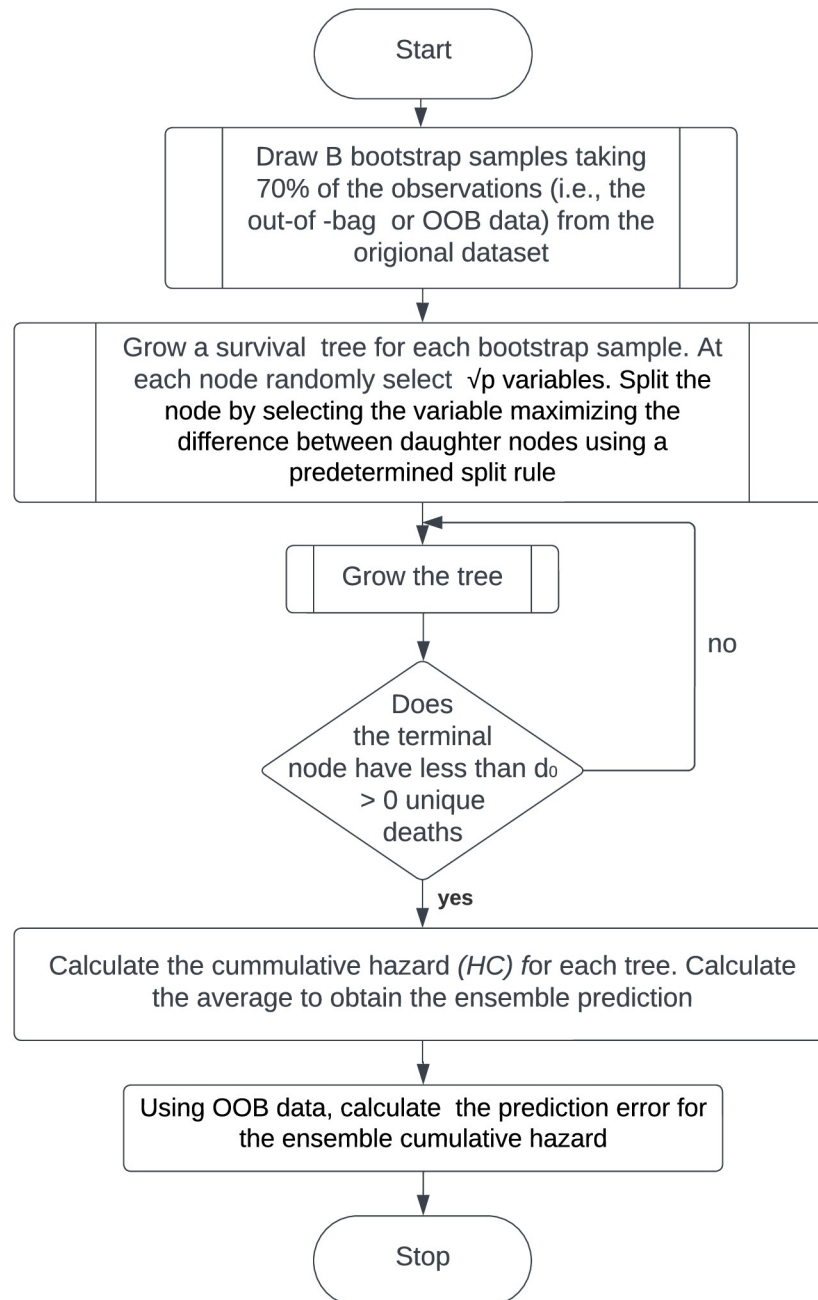 Start
Draw B bootstrap samples taking
70% of the observations (i.e., the
out-of -bag  or OOB data) from the
origional dataset
Grow a survival  tree for each bootstrap sample. At
each node randomly select  √p variables. Split the
node by selecting the variable maximizing the
difference between daughter nodes using a
predetermined split rule
Grow the tree
no
Does
the terminal
node have less than d₀
> 0 unique
deaths
yes
Calculate the cummulative hazard (HC) for each tree. Calculate
the average to obtain the ensemble prediction
Using OOB data, calculate  the prediction error for
the ensemble cumulative hazard
Stop